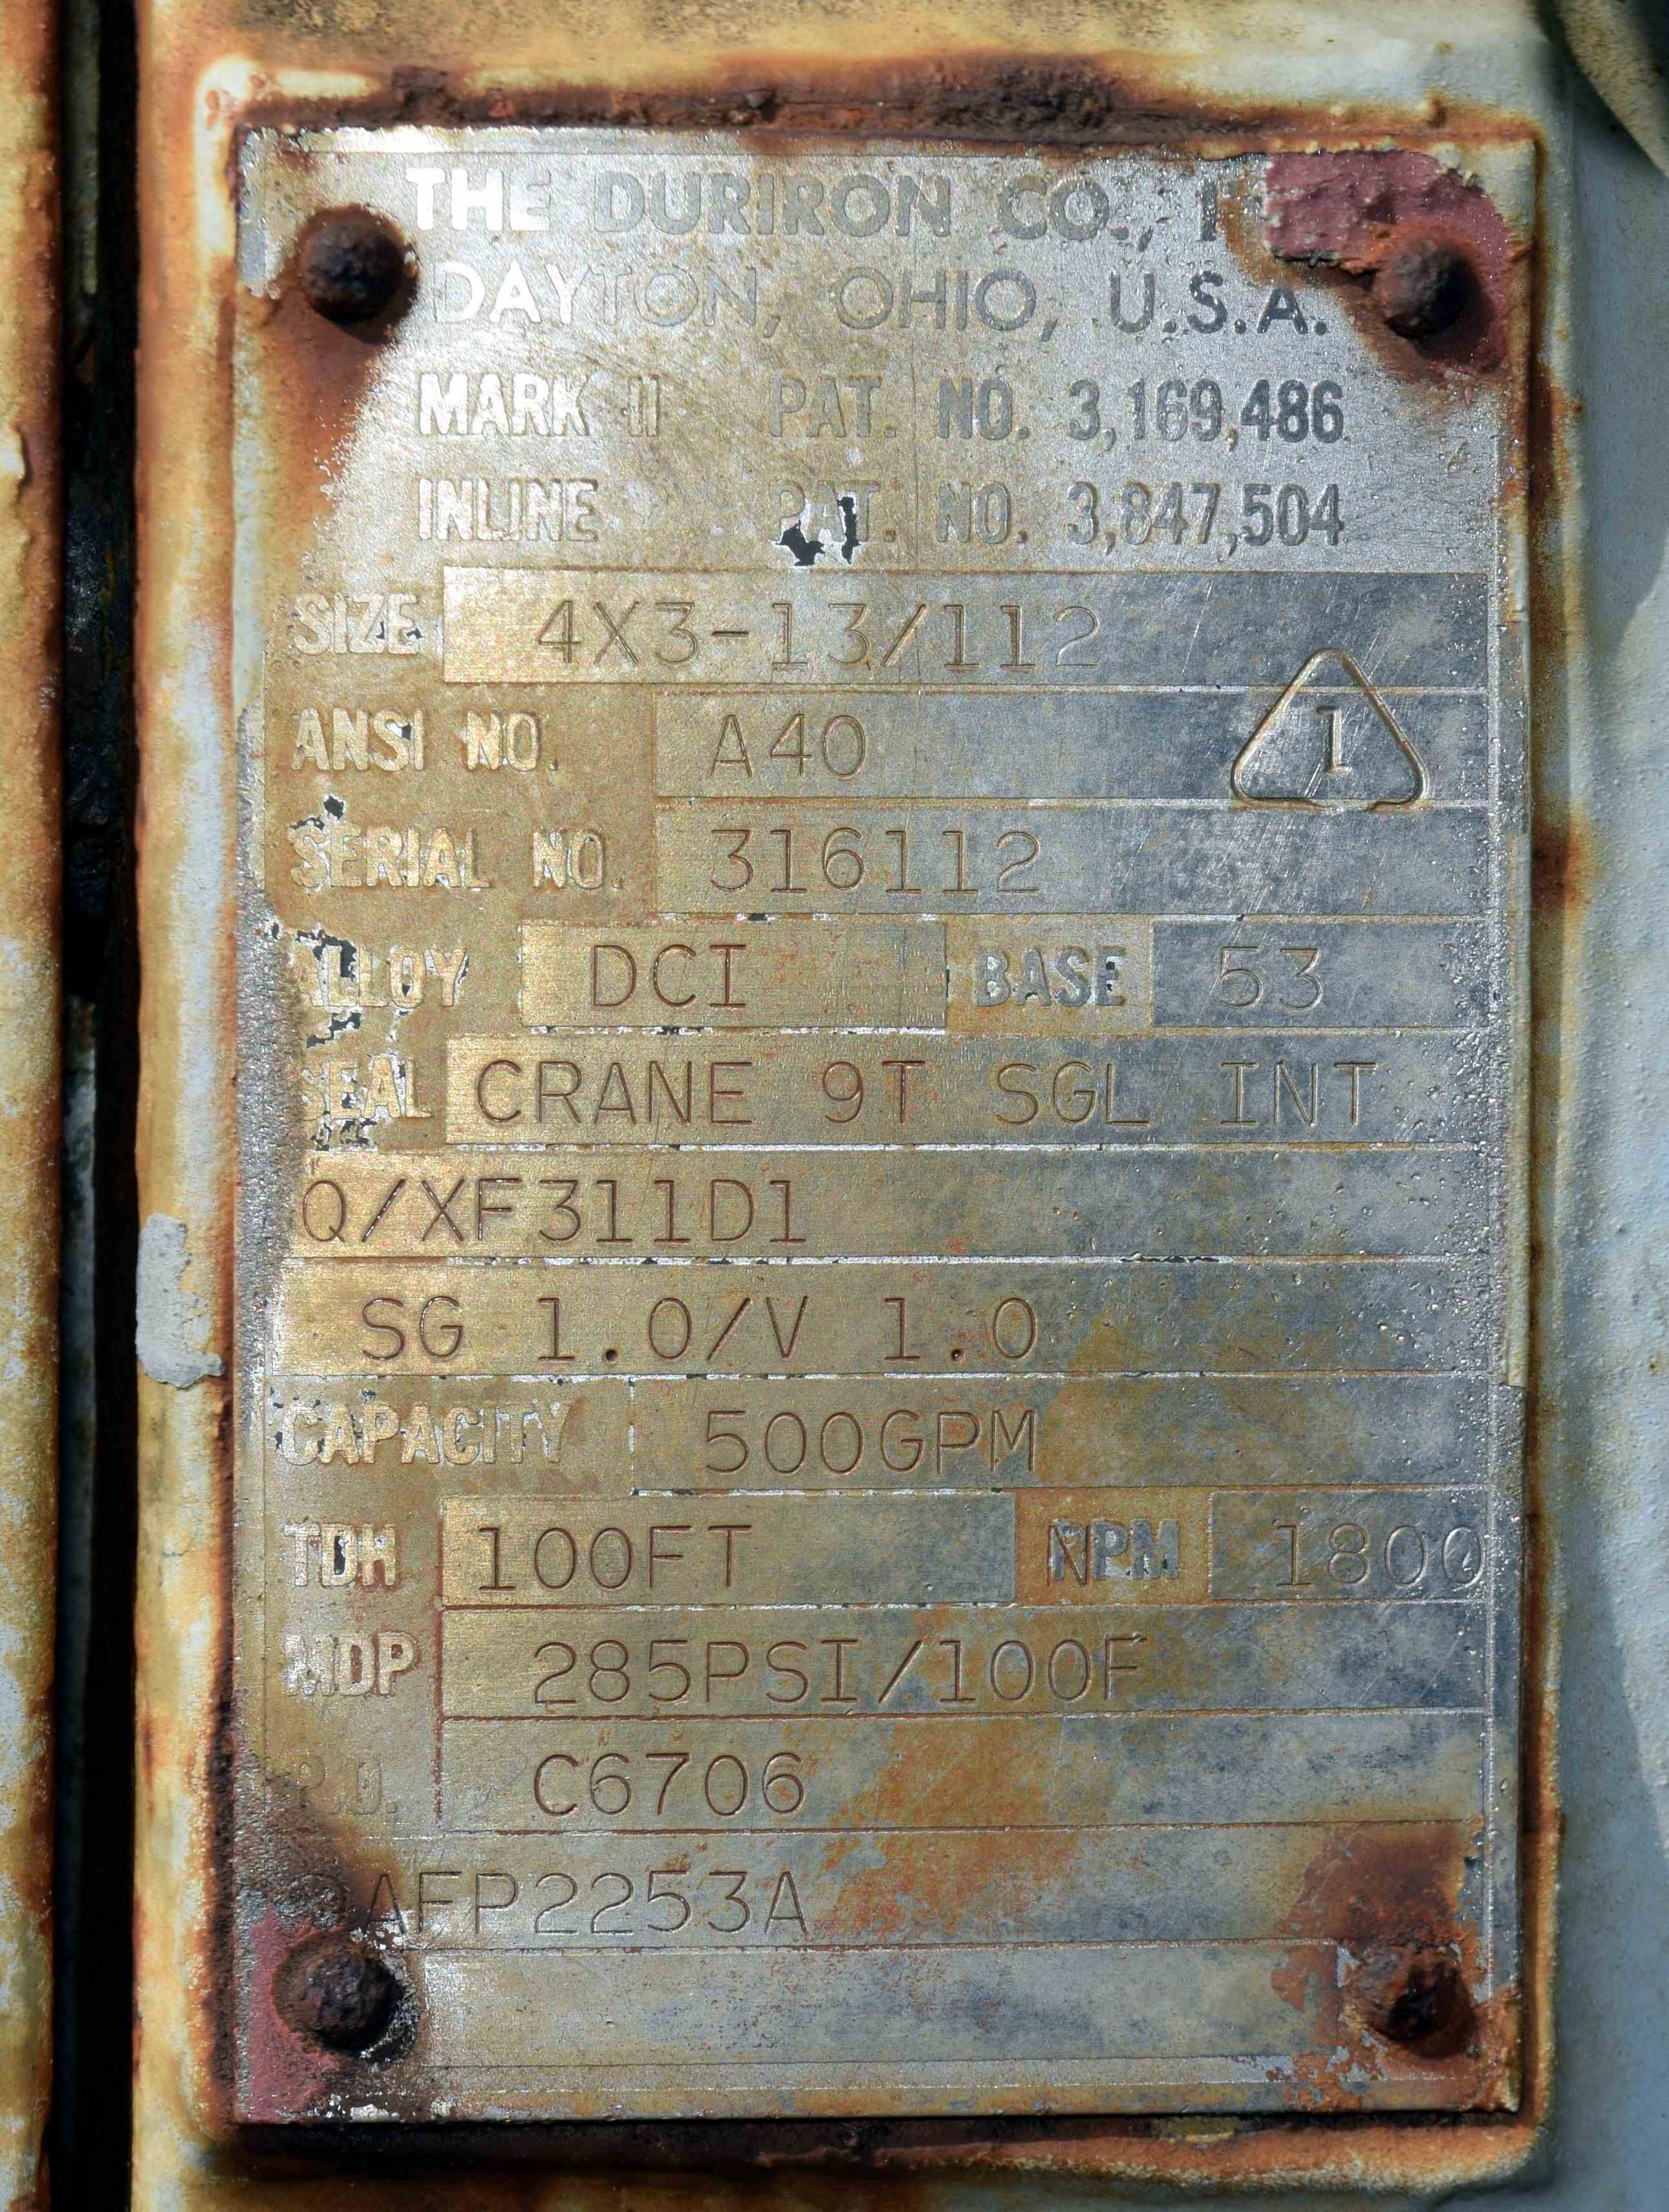 THE DURIRON CO.,
DAYTON, OHIO, U.S.A.
MARK II PAT. NO. 3,169,486
INLINE PAT. NO. 3,847,504
SIZE 4X3-13/112
ANSI NO. A40
1
SERIAL NO. 316112
ALLOY DCI BASE 53
SEAL CRANE 9T SGL INT
Q/XF311D1
SG 1.0/V 1.0
CAPACITY 500GPM
TDH 100FT RPM 1800
MDP 285PSI/100F
P.O. C6706